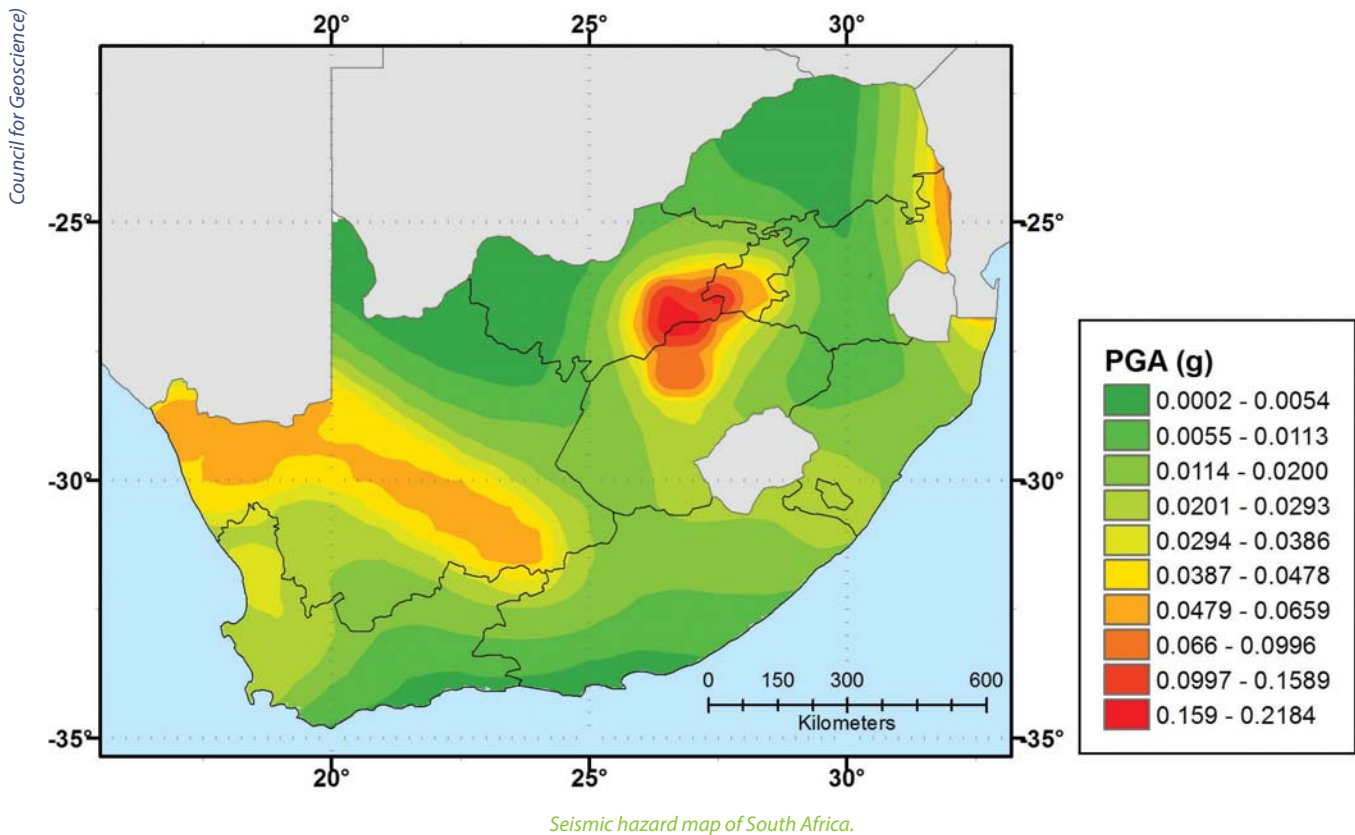 Council for Geoscience)
20° 25° 30°
-25° -25°
-30° -30°
-35° -35°
0 150 300 600
Kilometers
20° 25° 30°
PGA (g)
0.0002 - 0.0054
0.0055 - 0.0113
0.0114 - 0.0200
0.0201 - 0.0293
0.0294 - 0.0386
0.0387 - 0.0478
0.0479 - 0.0659
0.066 - 0.0996
0.0997 - 0.1589
0.159 - 0.2184
Seismic hazard map of South Africa.